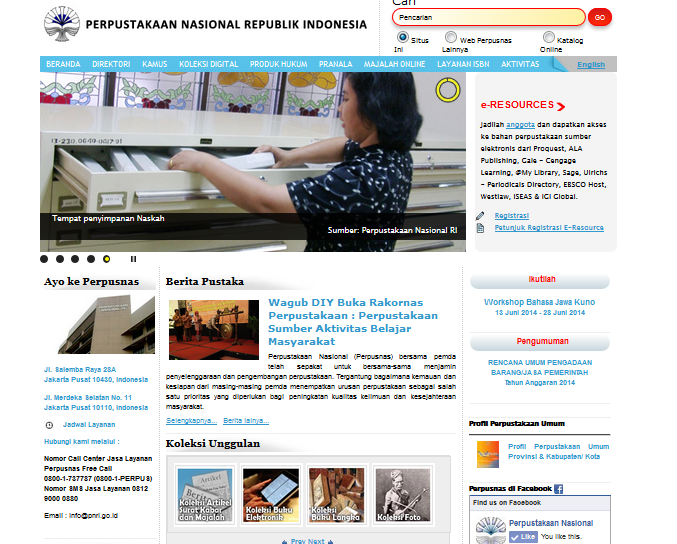 PERPUSTAKAAN NASIONAL REPUBLIK INDONESIA
Cari
Pencarian
GO
Situs Ini
Web Perpusnas Lainnya
Katalog Online
BERANDA DIREKTORI KAMUS KOLEKSI DIGITAL PRODUK HUKUM PRANALA MAJALAH ONLINE LAYANAN ISBN AKTIVITAS English
Tempat penyimpanan Naskah
Sumber: Perpustakaan Nasional RI
e-RESOURCES
Jadilah anggota dan dapatkan akses
ke bahan perpustakaan sumber
elektronis dari Proquest, ALA
Publishing, Gale - Cengage
Learning, @My Library, Sage, Ulrichs
- Periodicals Directory, EBSCO Host,
Westlaw, ISEAS & IGI Global.
Registrasi
Petunjuk Registrasi E-Resource
Ayo ke Perpusnas
Jl. Salemba Raya 28A
Jakarta Pusat 10430, Indonesia
Jl. Merdeka Selatan No. 11
Jakarta Pusat 10110, Indonesia
Jadwal Layanan
Hubungi kami melalui :
Nomor Call Center Jasa Layanan
Perpusnas Free Call
0800-1-737787 (0800-1-PERPUS)
Nomor SMS Jasa Layanan 0812
9000 0880
Email : info@pnri.go.id
Berita Pustaka
Wagub DIY Buka Rakornas
Perpustakaan : Perpustakaan
Sumber Aktivitas Belajar
Masyarakat
Perpustakaan Nasional (Perpusnas) bersama pemda
telah sepakat untuk bersama-sama menjamin
penyelenggaraan dan pengembangan perpustakaan. Tergantung bagaimana kemauan dan
kesiapan dari masing-masing pemda menempatkan urusan perpustakaan sebagai salah
satu prioritas yang diperlukan bagi peningkatan kualitas keilmuan dan kesejahteraan
masyarakat.
Selengkapnya... Berita lainya...
Koleksi Unggulan
Koleksi Artikel
Surat Kabar
dan Majalah
Koleksi Buku
Elektronik
Koleksi
Buku Langka
Koleksi Foto
Prev Next
Ikutilah
Workshop Bahasa Jawa Kuno
13 Juni 2014 - 28 Juni 2014
Pengumuman
RENCANA UMUM PENGADAAN
BARANG/JASA PEMERINTAH
Tahun Anggaran 2014
Profil Perpustakaan Umum
Profil Perpustakaan Umum
Provinsi & Kabupaten/ Kota
Perpusnas di Facebook
Find us on Facebook
Perpustakaan Nasional
Like You like this.